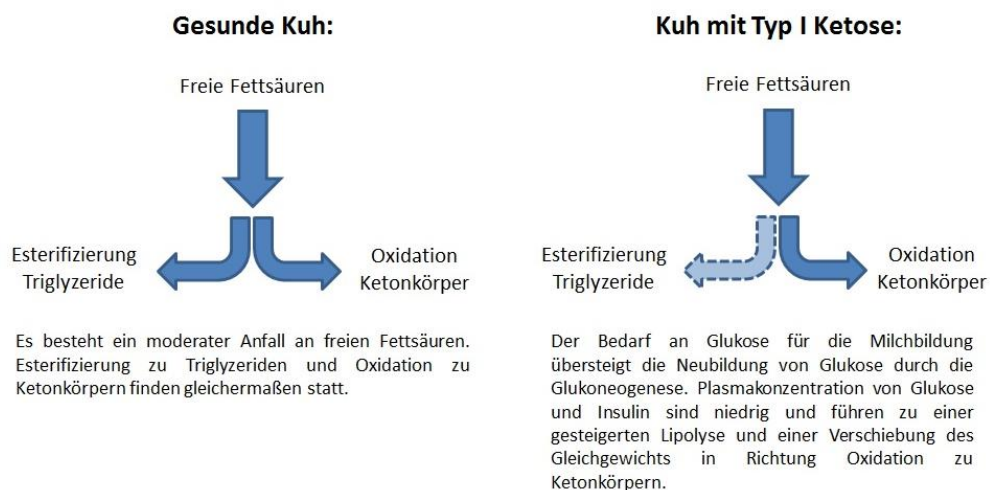 Gesunde Kuh:
Freie Fettsäuren
Esterifizierung
Triglyzeride
Oxidation
Ketonkörper
Es besteht ein moderater Anfall an freien Fettsäuren.
Esterifizierung zu Triglyzeriden und Oxidation zu
Ketonkörpern finden gleichermaßen statt.
Kuh mit Typ I Ketose:
Freie Fettsäuren
Esterifizierung
Triglyzeride
Oxidation
Ketonkörper
Der Bedarf an Glukose für die Milchbildung
übersteigt die Neubildung von Glukose durch die
Glukoneogenese. Plasmakonzentration von Glukose
und Insulin sind niedrig und führen zu einer
gesteigerten Lipolyse und einer Verschiebung des
Gleichgewichts in Richtung Oxidation zu
Ketonkörpern.